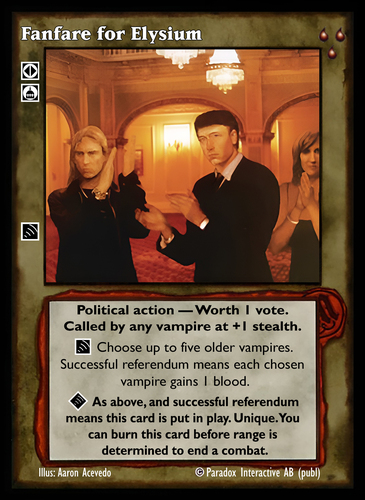 Fanfare for Elysium
Political action — Worth 1 vote.
Called by any vampire at +1 stealth.
Choose up to five older vampires.
Successful referendum means each chosen
vampire gains 1 blood.
As above, and successful referendum
means this card is put in play. Unique. You
can burn this card before range is
determined to end a combat.
Illus: Aaron Acevedo © Paradox Interactive AB (publ)